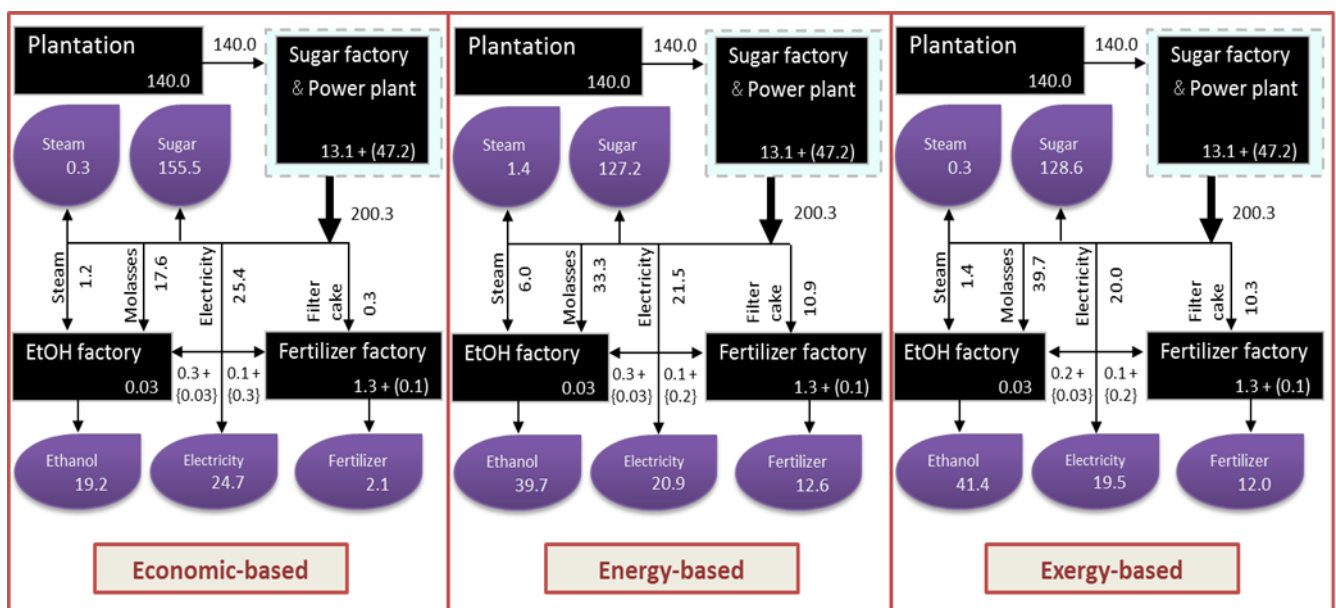 Plantation
140.0
140.0
Sugar factory
& Power plant
13.1 + (47.2)
Steam
0.3
Sugar
155.5
200.3
Steam
1.2
Molasses
17.6
Electricity
25.4
Filter
cake
0.3
EtOH factory
0.03
0.3 +
{0.03}
0.1 +
{0.3}
Fertilizer factory
1.3 + (0.1)
Ethanol
19.2
Electricity
24.7
Fertilizer
2.1
Economic-based
Plantation
140.0
140.0
Sugar factory
& Power plant
13.1 + (47.2)
Steam
1.4
Sugar
127.2
200.3
Steam
6.0
Molasses
33.3
Electricity
21.5
Filter
cake
10.9
EtOH factory
0.03
0.3 +
{0.03}
0.1 +
{0.2}
Fertilizer factory
1.3 + (0.1)
Ethanol
39.7
Electricity
20.9
Fertilizer
12.6
Energy-based
Plantation
140.0
140.0
Sugar factory
& Power plant
13.1 + (47.2)
Steam
0.3
Sugar
128.6
200.3
Steam
1.4
Molasses
39.7
Electricity
20.0
Filter
cake
10.3
EtOH factory
0.03
0.2 +
{0.03}
0.1 +
{0.2}
Fertilizer factory
1.3 + (0.1)
Ethanol
41.4
Electricity
19.5
Fertilizer
12.0
Exergy-based